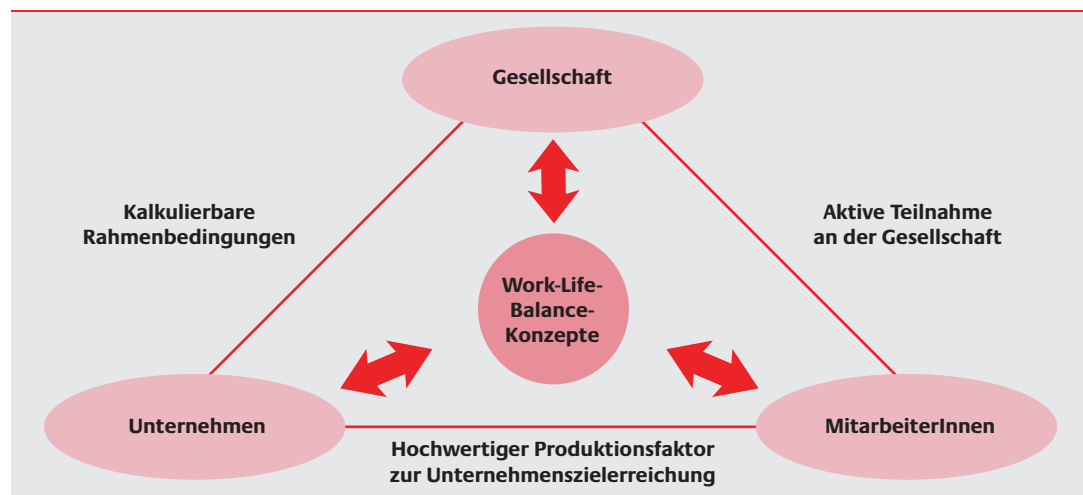 Gesellschaft
Kalkulierbare
Rahmenbedingungen
Aktive Teilnahme
an der Gesellschaft
Work-Life-
Balance-
Konzepte
Unternehmen
MitarbeiterInnen
Hochwertiger Produktionsfaktor
zur Unternehmenszielerreichung